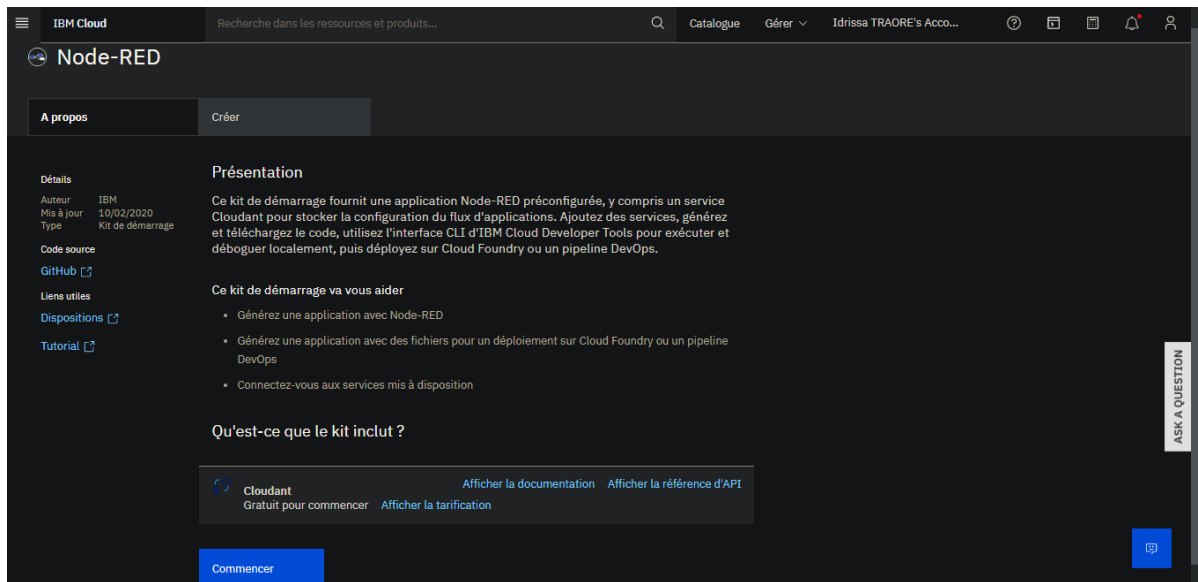 IBM Cloud
Recherche dans les ressources et produits...
Catalogue
Gérer
Idrissa TRAORE's Acco...
Node-RED
A propos
Créer
Détails
Auteur IBM
Mis à jour 10/02/2020
Type Kit de démarrage
Code source
GitHub
Liens utiles
Dispositions
Tutorial
Présentation
Ce kit de démarrage fournit une application Node-RED préconfigurée, y compris un service
Cloudant pour stocker la configuration du flux d'applications. Ajoutez des services, générez
et téléchargez le code, utilisez l'interface CLI d'IBM Cloud Developer Tools pour exécuter et
déboguer localement, puis déployez sur Cloud Foundry ou un pipeline DevOps.
Ce kit de démarrage va vous aider
• Générez une application avec Node-RED
• Générez une application avec des fichiers pour un déploiement sur Cloud Foundry ou un pipeline
DevOps
• Connectez-vous aux services mis à disposition
Qu'est-ce que le kit inclut ?
Cloudant
Afficher la documentation Afficher la référence d'API
Gratuit pour commencer Afficher la tarification
Commencer
ASK A QUESTION